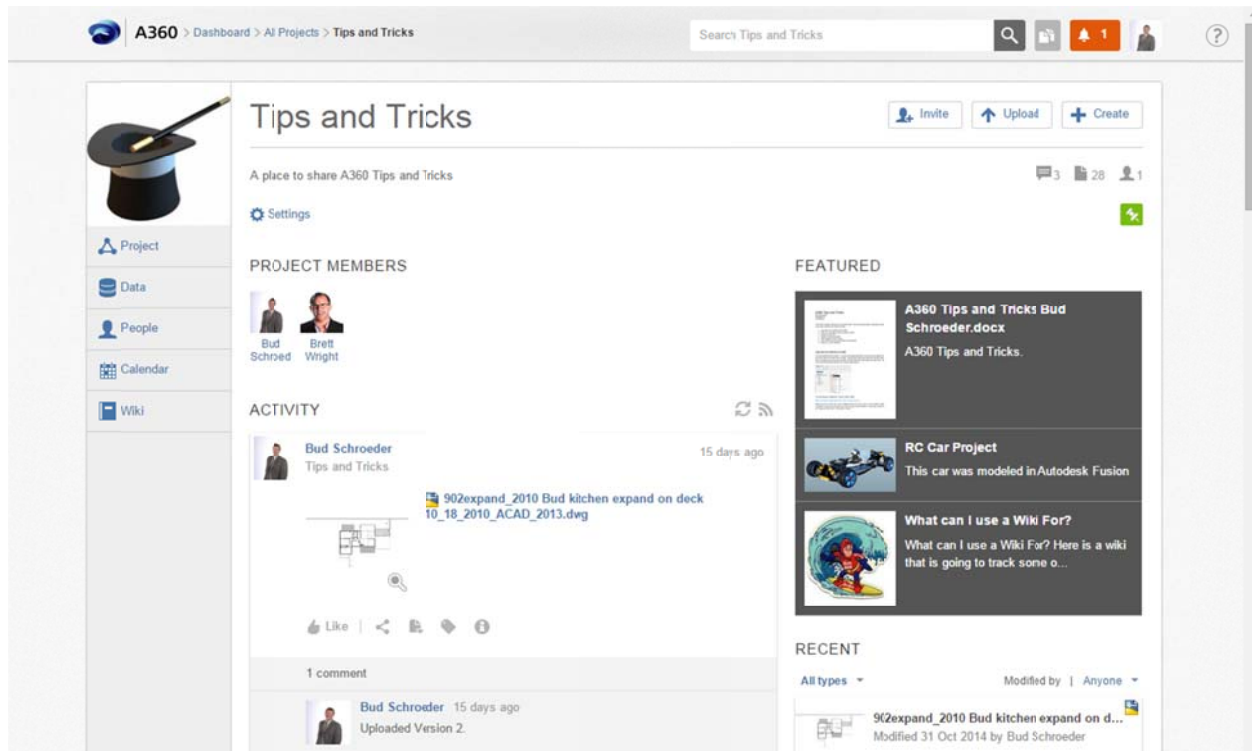 A360 > Dashboard > All Projects > Tips and Tricks
Search Tips and Tricks
1
?
Tips and Tricks
Invite
Upload
Create
A place to share A360 Tips and Tricks
3 28 1
Settings
Project
Data
People
Calendar
Wiki
PROJECT MEMBERS
Bud Schroed
Brett Wright
ACTIVITY
Bud Schroeder
15 days ago
Tips and Tricks
902expand_2010 Bud kitchen expand on deck
10_18_2010_ACAD_2013.dwg
Like
1 comment
Bud Schroeder 15 days ago
Uploaded Version 2.
FEATURED
A360 Tips and Tricks Bud
Schroeder.docx
A360 Tips and Tricks.
RC Car Project
This car was modeled in Autodesk Fusion
What can I use a Wiki For?
What can I use a Wiki For? Here is a wiki
that is going to track some o...
RECENT
All types
Modified by | Anyone
902expand_2010 Bud kitchen expand on d...
Modified 31 Oct 2014 by Bud Schroeder